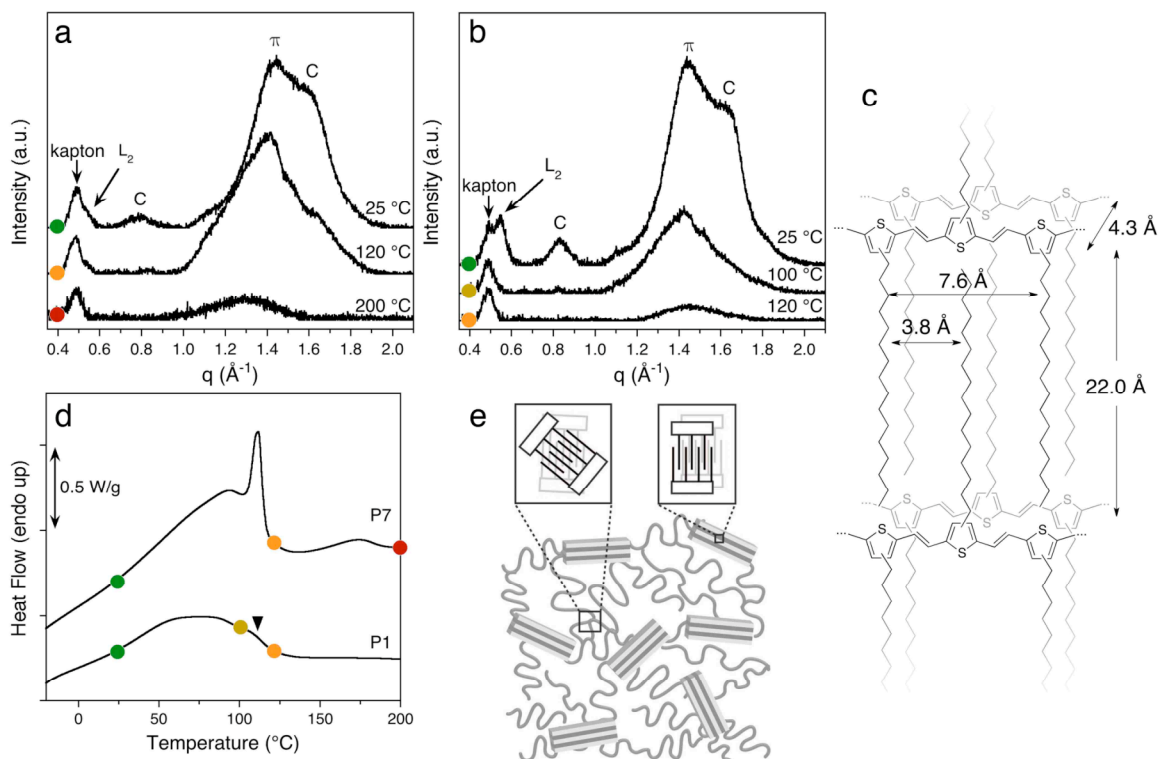 a
π
C
kapton
L₂
C
25 °C
120 °C
200 °C
Intensity (a.u.)
0.4 0.6 0.8 1.0 1.2 1.4 1.6 1.8 2.0
q (Å⁻¹)
b
π
C
kapton
L₂
C
25 °C
100 °C
120 °C
Intensity (a.u.)
0.4 0.6 0.8 1.0 1.2 1.4 1.6 1.8 2.0
q (Å⁻¹)
c
S S S
S S S
4.3 Å
7.6 Å
3.8 Å
22.0 Å
S S S
S S S
d
0.5 W/g
P7
P1
Heat Flow (endo up)
0 50 100 150 200
Temperature (°C)
e